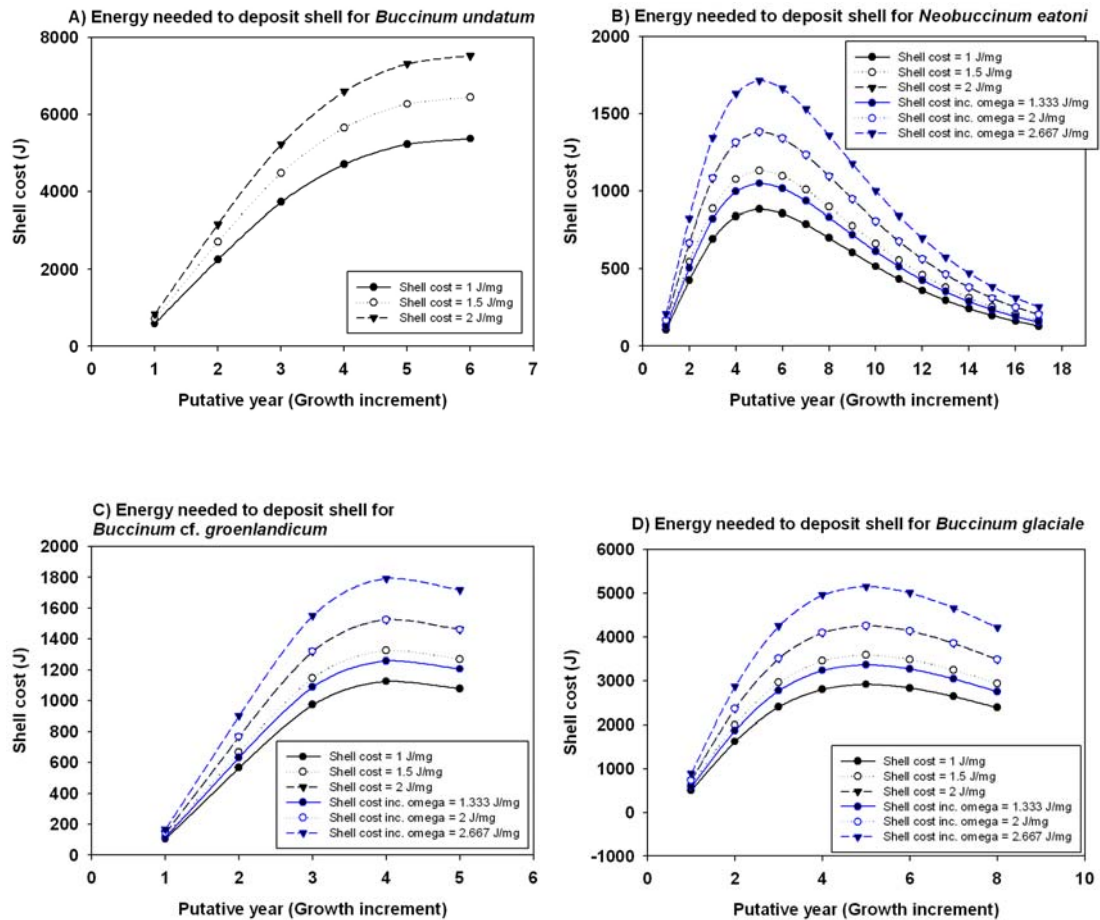 A) Energy needed to deposit shell for Buccinum undatum
8000
6000
4000
2000
0
Shell cost (J)
0 1 2 3 4 5 6 7
Putative year (Growth increment)
Shell cost = 1 J/mg
Shell cost = 1.5 J/mg
Shell cost = 2 J/mg
B) Energy needed to deposit shell for Neobuccinum eatoni
2000
1500
1000
500
0
Shell cost (J)
0 2 4 6 8 10 12 14 16 18
Putative year (Growth increment)
Shell cost = 1 J/mg
Shell cost = 1.5 J/mg
Shell cost = 2 J/mg
Shell cost inc. omega = 1.333 J/mg
Shell cost inc. omega = 2 J/mg
Shell cost inc. omega = 2.667 J/mg
C) Energy needed to deposit shell for
Buccinum cf. groenlandicum
2000
1800
1600
1400
1200
1000
800
600
400
200
0
Shell cost (J)
0 1 2 3 4 5 6
Putative year (Growth increment)
Shell cost = 1 J/mg
Shell cost = 1.5 J/mg
Shell cost = 2 J/mg
Shell cost inc. omega = 1.333 J/mg
Shell cost inc. omega = 2 J/mg
Shell cost inc. omega = 2.667 J/mg
D) Energy needed to deposit shell for Buccinum glaciale
6000
5000
4000
3000
2000
1000
0
-1000
Shell cost (J)
0 2 4 6 8 10
Putative year (Growth increment)
Shell cost = 1 J/mg
Shell cost = 1.5 J/mg
Shell cost = 2 J/mg
Shell cost inc. omega = 1.333 J/mg
Shell cost inc. omega = 2 J/mg
Shell cost inc. omega = 2.667 J/mg